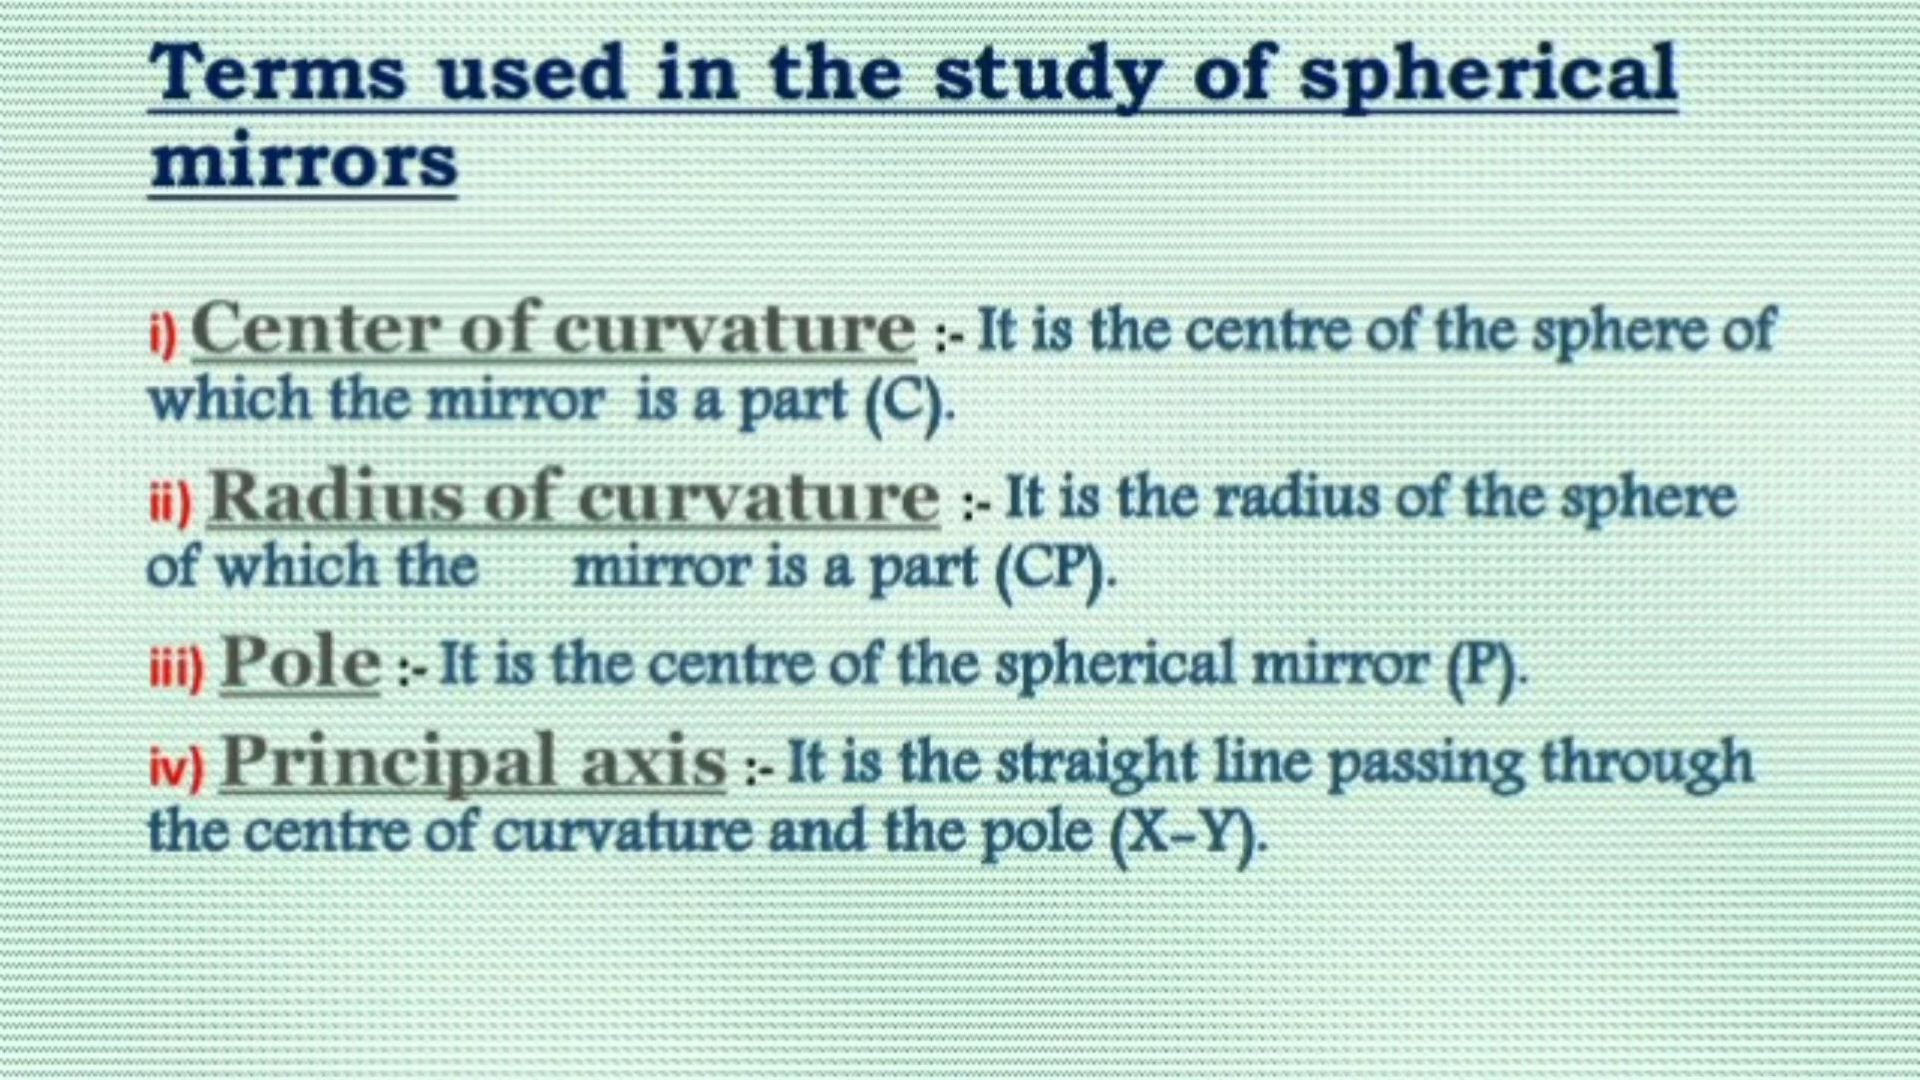 Terms used in the study of spherical
mirrors
i) Center of curvature :- It is the centre of the sphere of
which the mirror is a part (C).
ii) Radius of curvature :- It is the radius of the sphere
of which the mirror is a part (CP).
iii) Pole :- It is the centre of the spherical mirror (P).
iv) Principal axis :- It is the straight line passing through
the centre of curvature and the pole (X-Y).